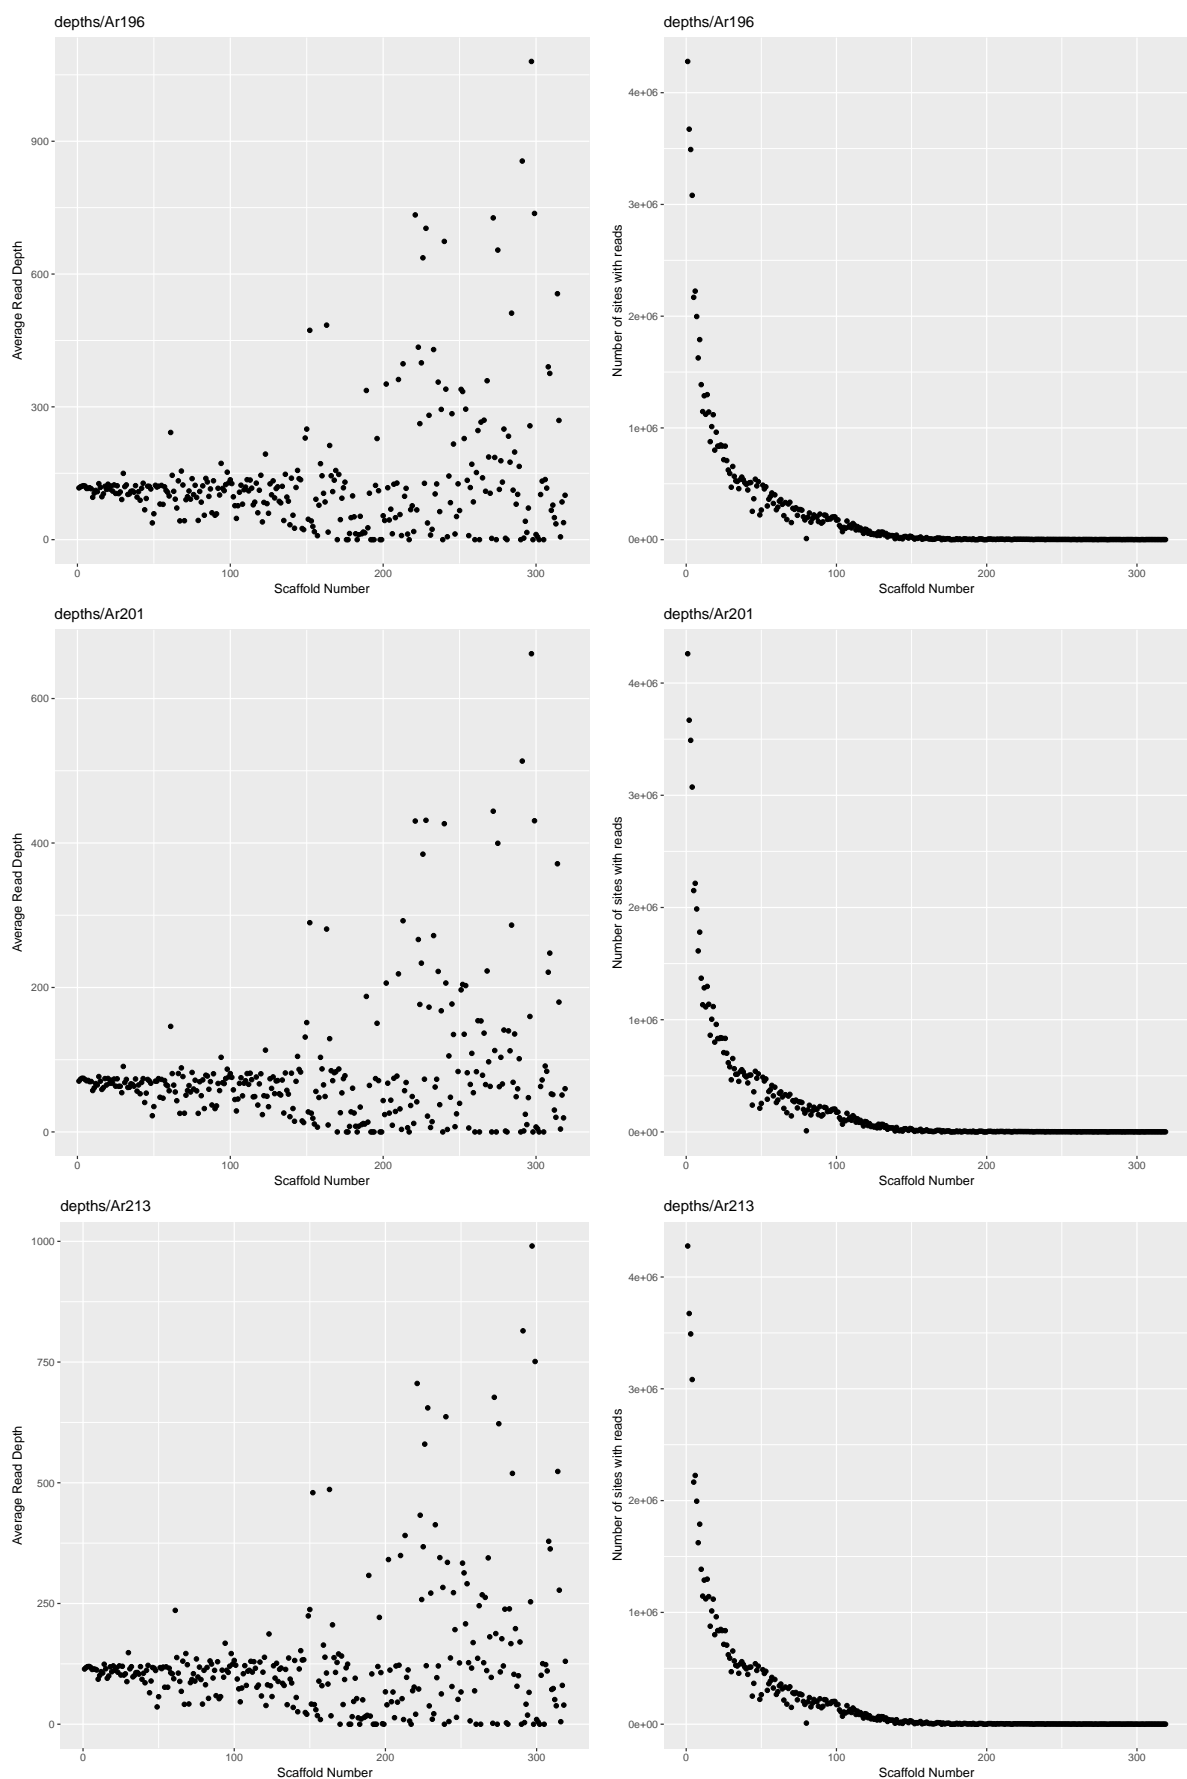 depths/Ar196
depths/Ar196
Average Read Depth
900
600
300
0
0
100
200
300
Scaffold Number
Number of sites with reads
4e+06
3e+06
2e+06
1e+06
0e+00
0
100
200
300
Scaffold Number
depths/Ar201
depths/Ar201
Average Read Depth
600
400
200
0
0
100
200
300
Scaffold Number
Number of sites with reads
4e+06
3e+06
2e+06
1e+06
0e+00
0
100
200
300
Scaffold Number
depths/Ar213
depths/Ar213
Average Read Depth
1000
750
500
250
0
0
100
200
300
Scaffold Number
Number of sites with reads
4e+06
3e+06
2e+06
1e+06
0e+00
0
100
200
300
Scaffold Number